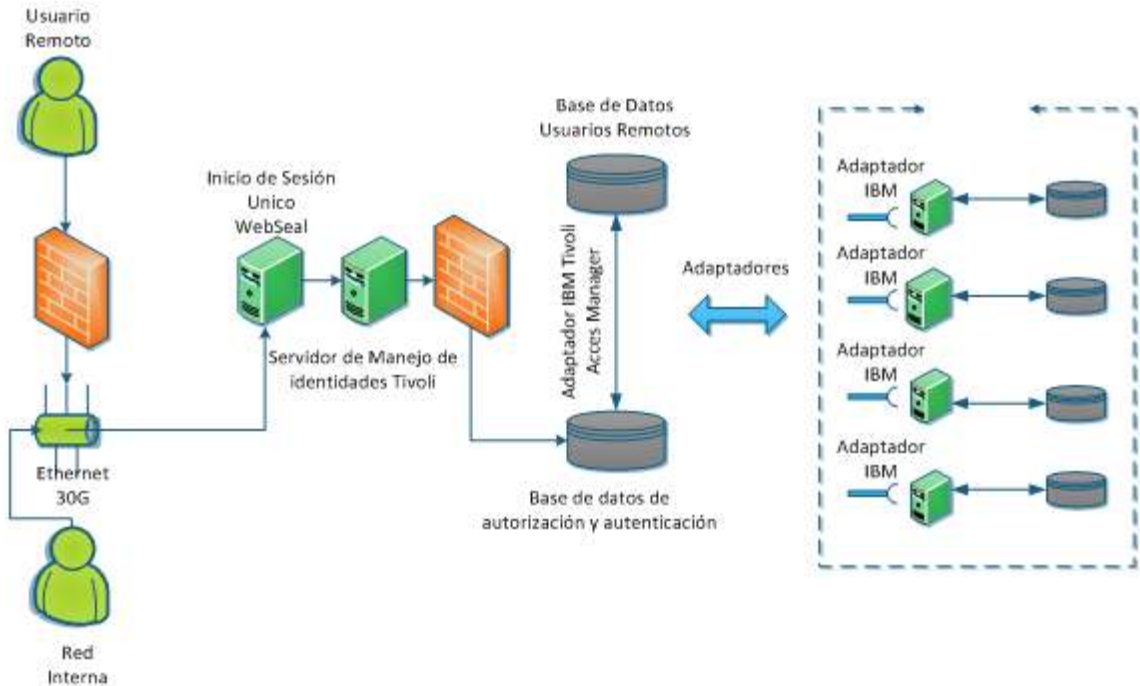 Usuario
Remoto
Base de Datos
Usuarios Remotos
Inicio de Sesión
Unico
WebSeal
Servidor de Manejo de
identidades Tivoli
Adaptador IBM Tivoli
Acces Manager
Adaptadores
Ethernet
30G
Base de datos de
autorización y autenticación
Red
Interna
Adaptador
IBM
Adaptador
IBM
Adaptador
IBM
Adaptador
IBM